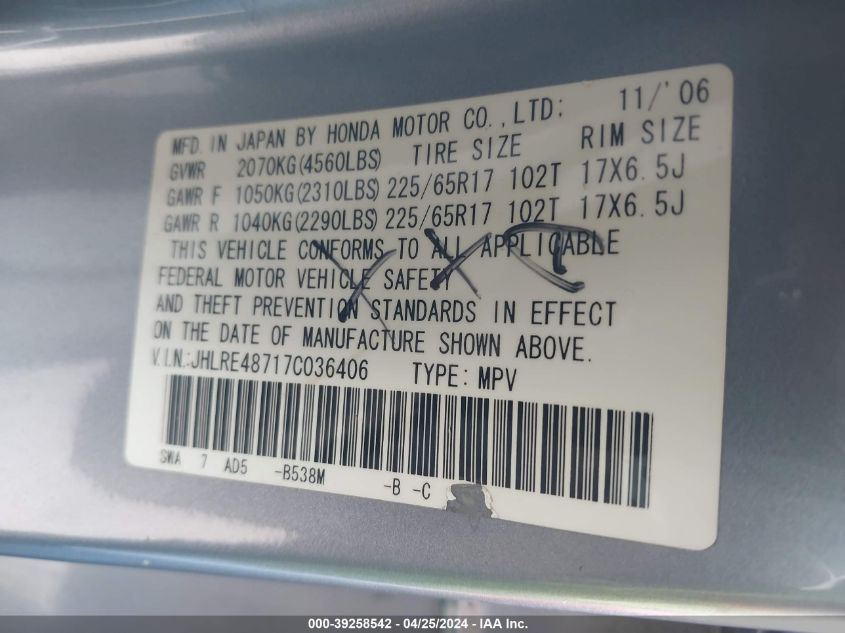 MFD. IN JAPAN BY HONDA MOTOR CO.,LTD: 11/'06
GVWR 2070KG(4560LBS) TIRE SIZE RIM SIZE
GAWR F 1050KG(2310LBS) 225/65R17 102T 17X6.5J
GAWR R 1040KG(2290LBS) 225/65R17 102T 17X6.5J
THIS VEHICLE CONFORMS TO ALL APPLICABLE
FEDERAL MOTOR VEHICLE SAFETY
AND THEFT PREVENTION STANDARDS IN EFFECT
ON THE DATE OF MANUFACTURE SHOWN ABOVE.
V.I.N.:JHLRE48717C036406 TYPE: MPV
SWA 7 AD5 -B538M -B -C
000-39258542 - 04/25/2024 - IAA Inc.